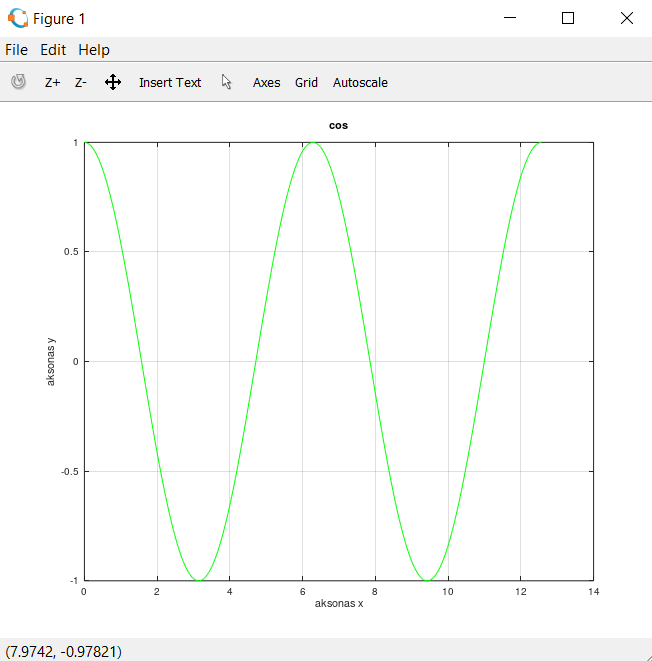 Figure 1
File Edit Help
Z+ Z- Insert Text Axes Grid Autoscale
cos
1
0.5
0
-0.5
-1
aksonas y
0 2 4 6 8 10 12 14
aksonas x
(7.9742, -0.97821)